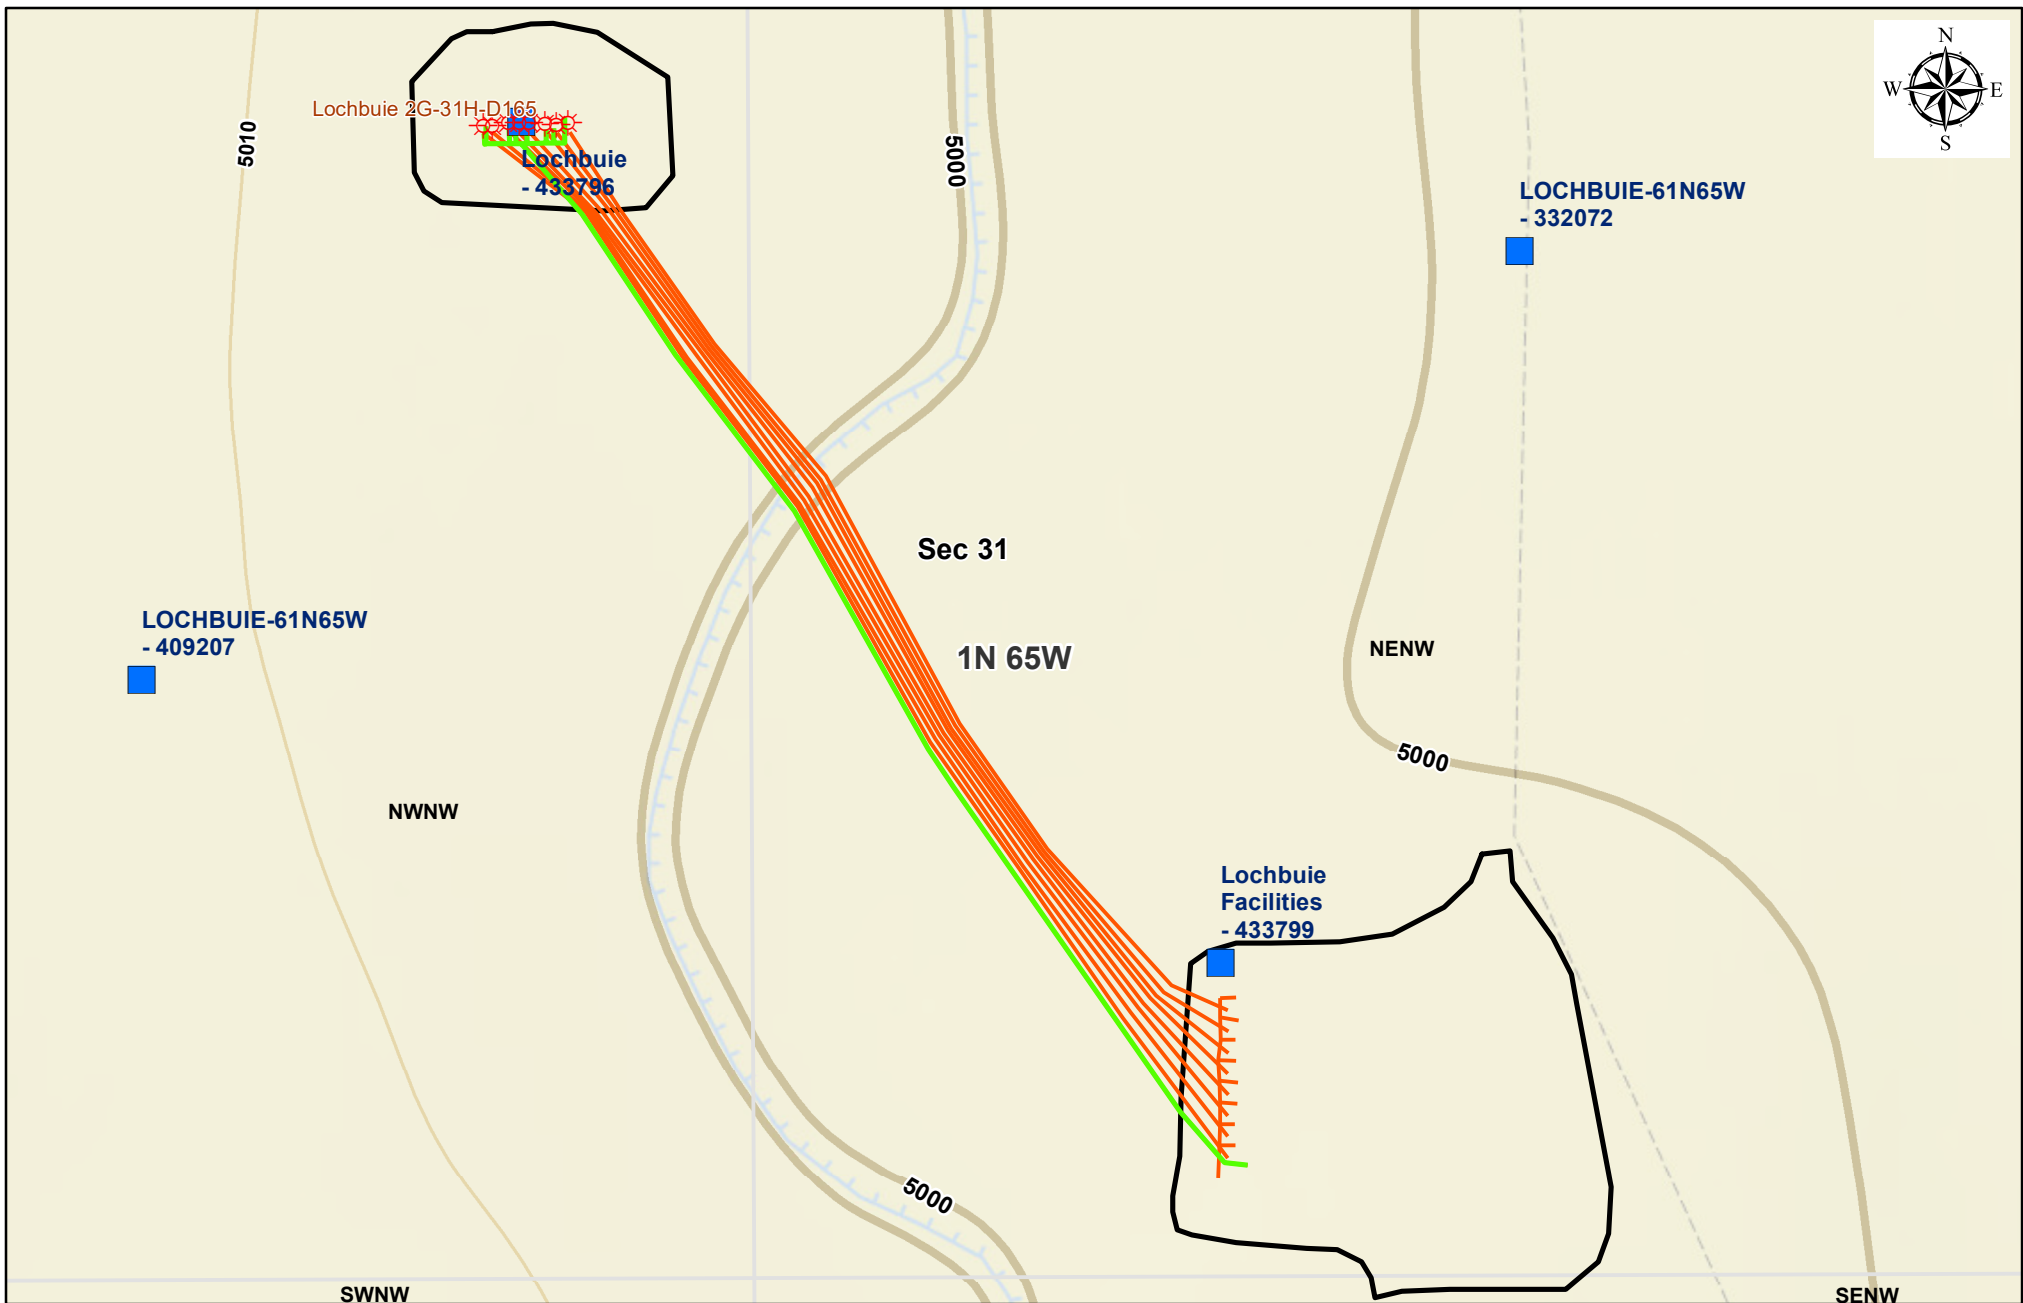 N
W E
S
Lochbuie 2G-31H-D165
5010
5000
Lochbuie
- 433796
LOCHBUIE-61N65W
- 332072
Sec 31
LOCHBUIE-61N65W
- 409207
1N 65W
NENW
5000
NWNW
Lochbuie
Facilities
- 433799
5000
SWNW
SENW